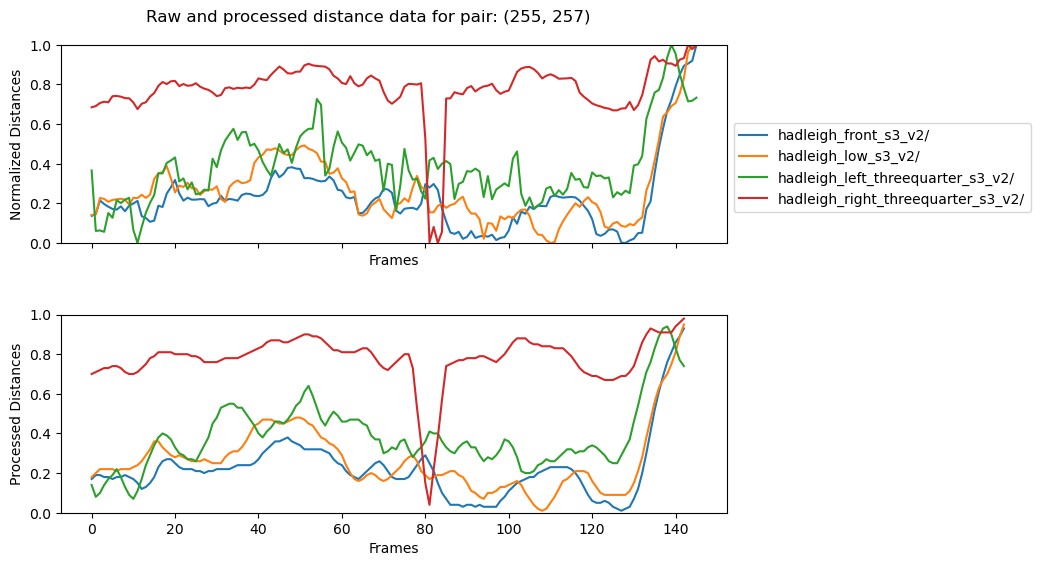 Raw and processed distance data for pair: (255, 257)
Normalized Distances
1.0
0.8
0.6
0.4
0.2
0.0
Frames
hadleigh_front_s3_v2/
hadleigh_low_s3_v2/
hadleigh_left_threequarter_s3_v2/
hadleigh_right_threequarter_s3_v2/
Processed Distances
1.0
0.8
0.6
0.4
0.2
0.0
0 20 40 60 80 100 120 140
Frames